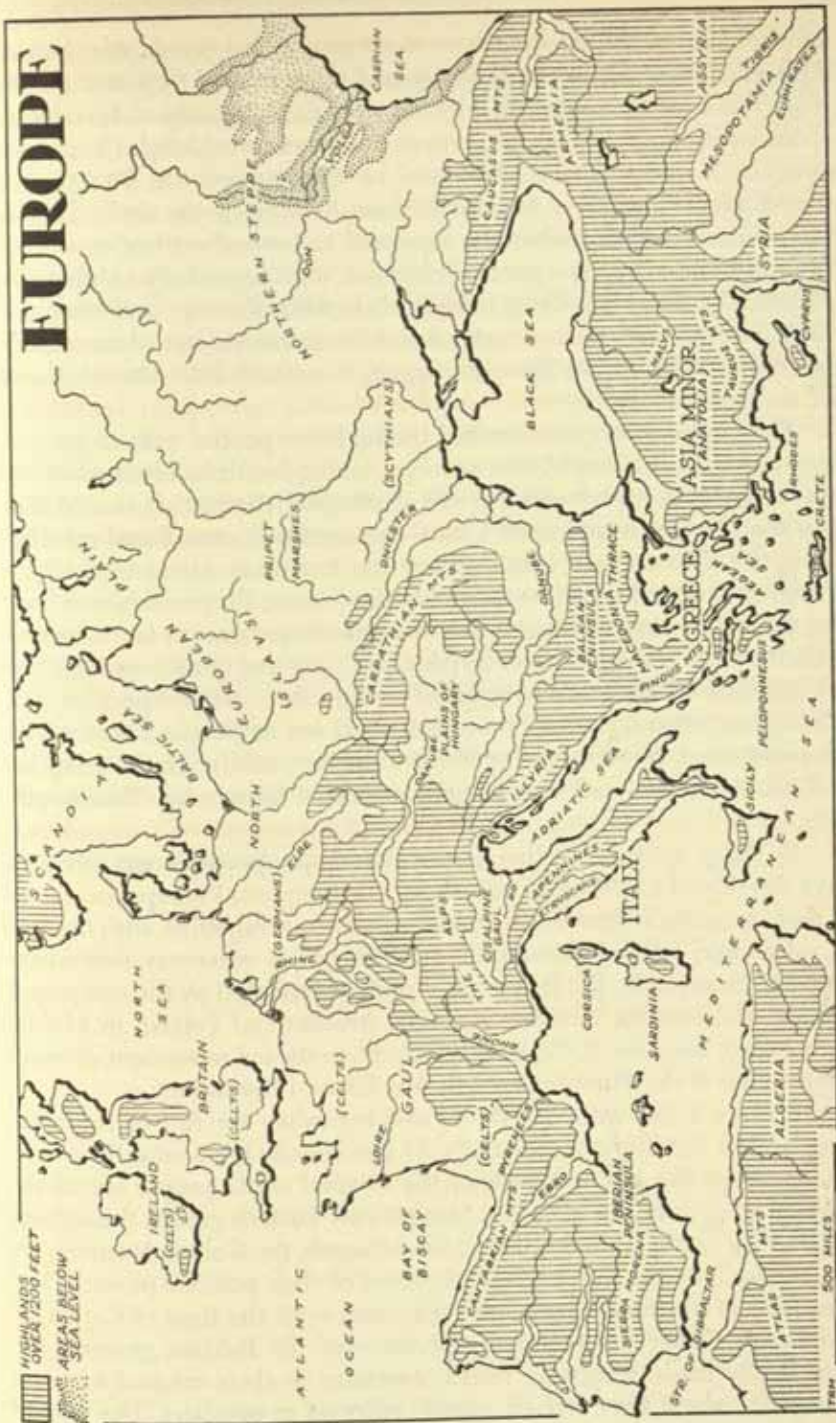 EUROPE
HIGHLANDS
OVER 1200 FEET
AREAS BELOW
SEA LEVEL
SCANDI
BALTIC SEA
NORTH
SEA
IRELAND
(CELTS)
BRITAIN
(CELTS)
ATLANTIC
OCEAN
BAY OF
BISCAY
(CELTS)
GAUL
LOIRE
RHONE
(CELTS)
PYRENEES
CANTABRIAN MTS
EBRO
IBERIAN
PENINSULA
SIERRA MORENA
STR. OF GIBRALTAR
ATLAS
MTS
ALGERIA
500 MILES
(GERMANS)
RHINE
ELBE
NORTH
EUROPEAN
PLAIN
(SLAVS)
PRIPET
MARSHES
DNIESTER
(SCYTHIANS)
CARPATHIAN MTS
PLAINS OF
HUNGARY
DANUBE
DANUBE
THE
ALPS
CISALPINE
GAUL
PO
APENNINES
ETRUSCANS
ITALY
CORSICA
SARDINIA
SICILY
MEDITERRANEAN SEA
ADRIATIC SEA
ILLYRIA
BALKAN
PENINSULA
MACEDONIA
THRACE
PINDUS MTS
GREECE
AEGEAN
SEA
PELOPONNESUS
CRETE
RHODES
CYPRUS
NORTHERN STEPPE
DON
VOLGA
CASPIAN
SEA
CAUCASUS MTS
BLACK SEA
ARMENIA
ASIA MINOR
(ANATOLIA)
HALYS
TAURUS MTS
SYRIA
ASSYRIA
MESOPOTAMIA
TIGRIS
EUPHRATES